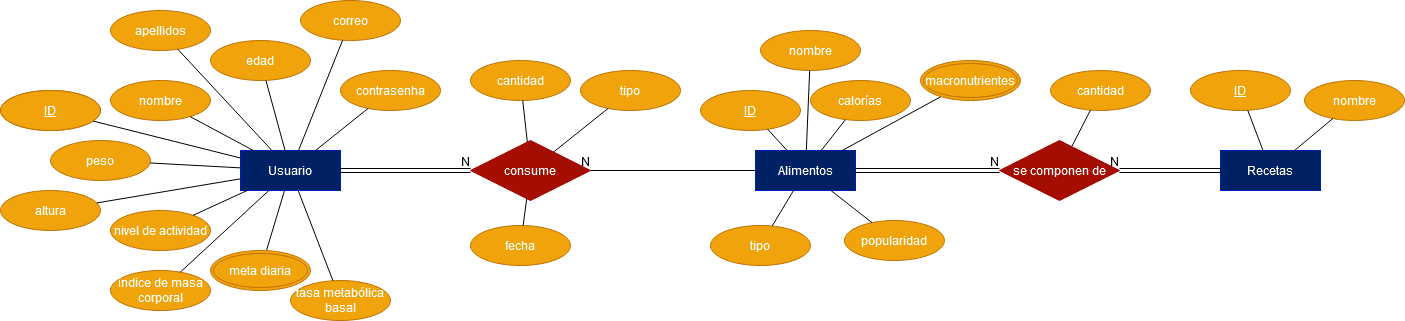 correo
apellidos
edad
nombre
cantidad
contrasenha
tipo
macronutrientes
calorías
cantidad
ID
nombre
nombre
ID
ID
peso
Usuario
N
consume
N
Alimentos
N
se componen de
N
Recetas
altura
nivel de actividad
fecha
tipo
popularidad
meta diaria
índice de masa
corporal
tasa metabólica
basal